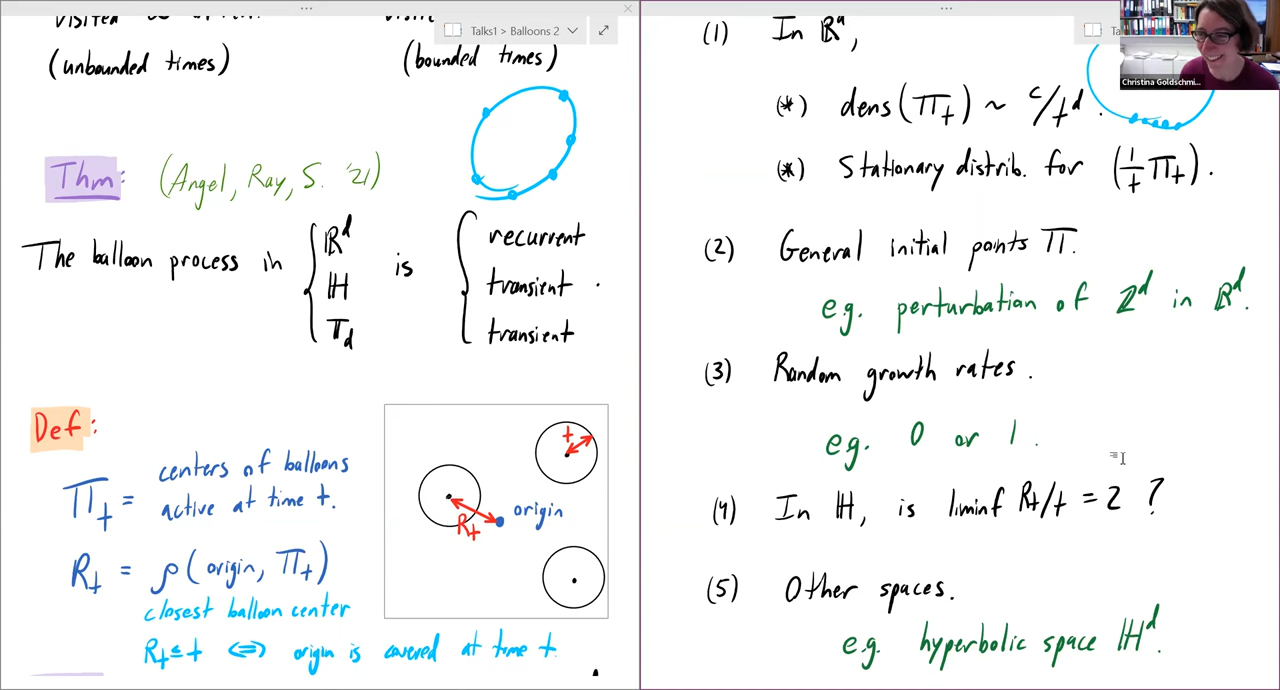 visited
(unbounded times)
(bounded times)
Talks1 > Balloons 2
Thm: (Angel, Ray, S. '21)
The balloon process in { ℝ^d ℍ 𝕋_d is { recurrent transient transient .
Def:
Π_t = centers of balloons active at time t.
R_t = ρ(origin, Π_t)
closest balloon center
R_t ≤ t ⟺ origin is covered at time t.
t
R_t
origin
(1) In ℝ^d,
(*) dens(Π_t) ~ c/t^d.
(*) Stationary distrib. for (1/t Π_t).
(2) General initial points Π.
e.g. perturbation of ℤ^d in ℝ^d.
(3) Random growth rates.
e.g. 0 or 1.
(4) In ℍ, is liminf R_t/t = 2 ?
(5) Other spaces.
e.g. hyperbolic space ℍ^d.
Christina Goldschmi...